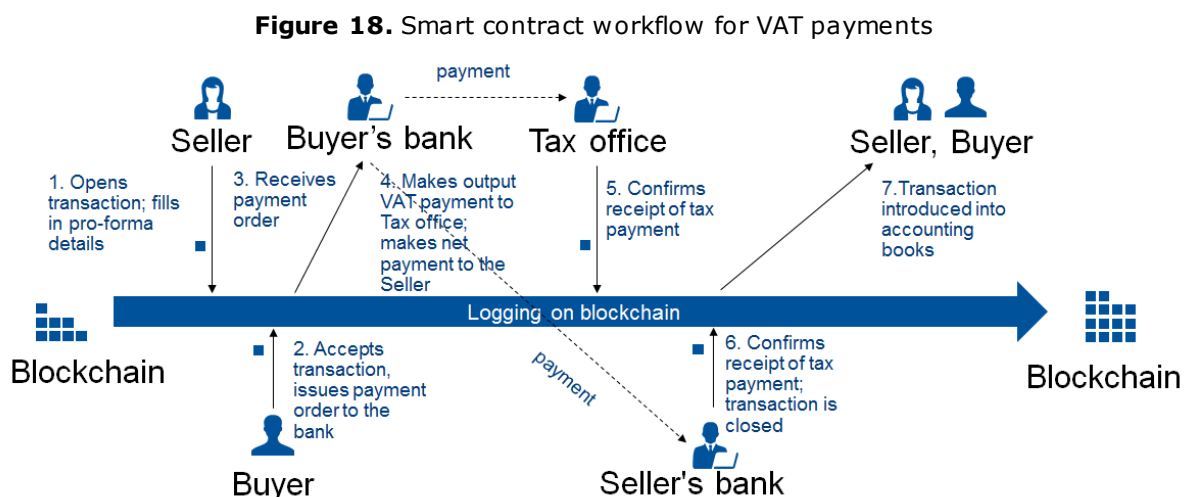 Figure 18. Smart contract workflow for VAT payments
payment
Seller
Buyer's bank
Tax office
Seller, Buyer
1. Opens
transaction; fills
in pro-forma
details
3. Receives
payment
order
4. Makes output
VAT payment to
Tax office;
makes net
payment to the
Seller
5. Confirms
receipt of tax
payment
7.Transaction
introduced into
accounting
books
Logging on blockchain
Blockchain
2. Accepts
transaction,
issues payment
order to the
bank
payment
6. Confirms
receipt of tax
payment;
transaction is
closed
Blockchain
Buyer
Seller's bank